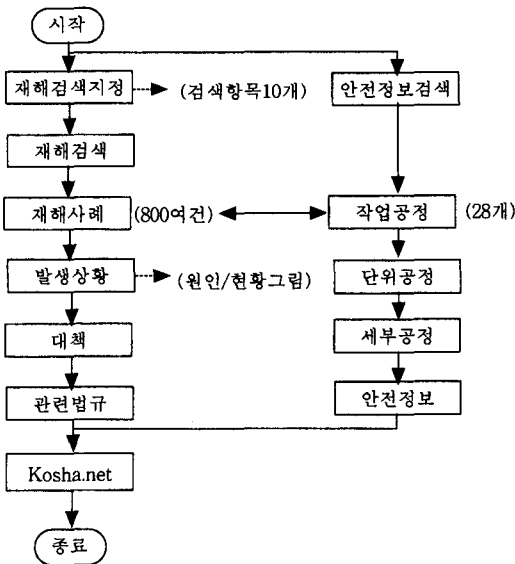 시작
재해검색지정
(검색항목10개)
안전정보검색
재해검색
재해사례
(800여건)
작업공정
(28개)
발생상황
(원인/현황그림)
단위공정
대책
세부공정
관련법규
안전정보
Kosha.net
종료